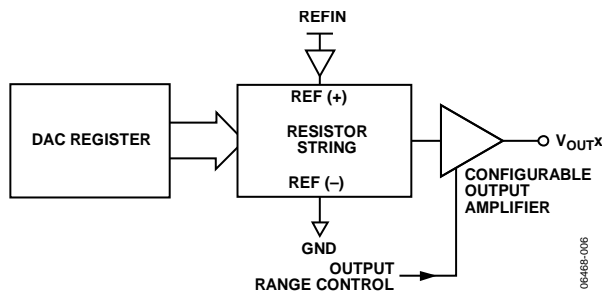 REFIN
REF (+)
DAC REGISTER
RESISTOR
STRING
REF (–)
GND
VOUTx
CONFIGURABLE
OUTPUT
AMPLIFIER
OUTPUT
RANGE CONTROL
06468-006